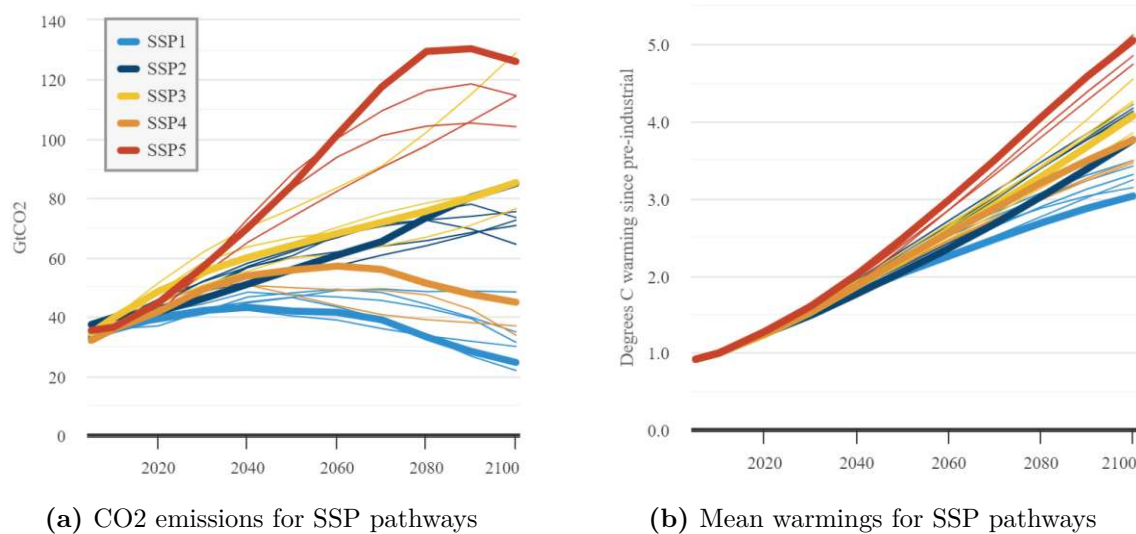 140
120
100
80
60
40
20
0
GtCO2
SSP1
SSP2
SSP3
SSP4
SSP5
2020
2040
2060
2080
2100
(a) CO2 emissions for SSP pathways
Degrees C warming since pre-industrial
5.0
4.0
3.0
2.0
1.0
0.0
2020
2040
2060
2080
2100
(b) Mean warmings for SSP pathways